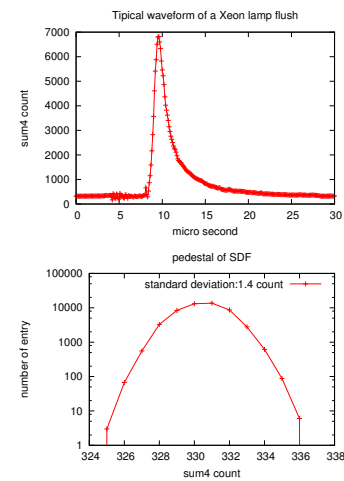 Tipical waveform of a Xeon lamp flush
7000
6000
5000
4000
3000
2000
1000
0
sum4 count
0 5 10 15 20 25 30
micro second
pedestal of SDF
100000
10000
1000
100
10
1
number of entry
standard deviation:1.4 count
324 326 328 330 332 334 336 338
sum4 count